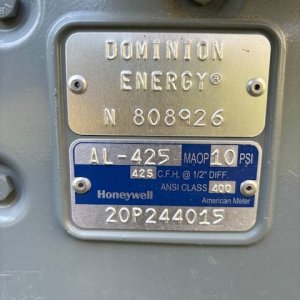 DOMINION
ENERGY®
N 808926
AL-425 MAOP 10 PSI
425 C.F.H. @ 1/2" DIFF.
ANSI CLASS 400
Honeywell American Meter
20P244015